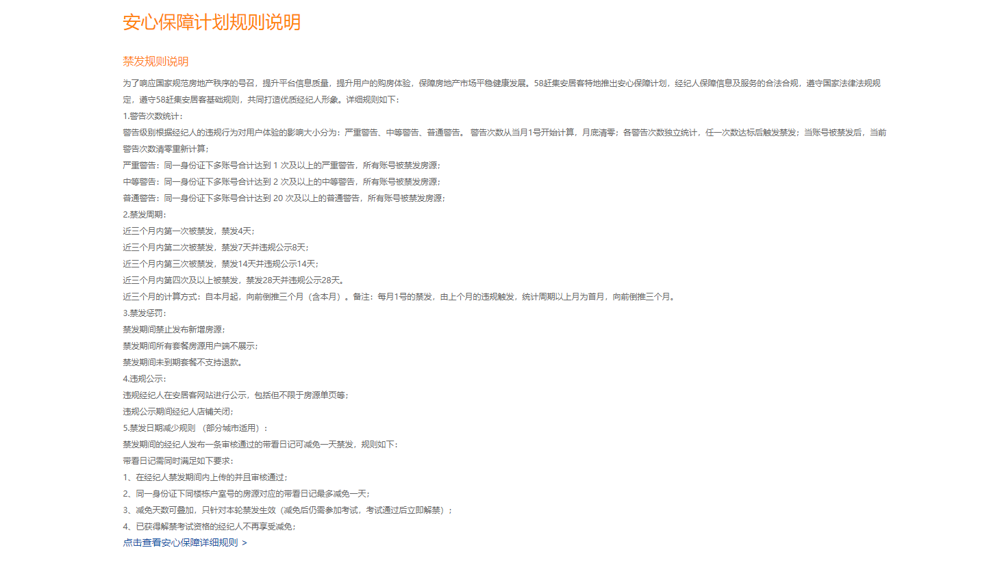 安心保障计划规则说明
禁发规则说明
为了响应国家规范房地产秩序的号召，提升平台信息质量，提升用户的购房体验，保障房地产市场平稳健康发展。58赶集安居客特地推出安心保障计划，经纪人保障信息及服务的合法合规，遵守国家法律法规规
定，遵守58赶集安居客基础规则，共同打造优质经纪人形象。详细规则如下：
1.警告次数统计：
警告级别根据经纪人的违规行为对用户体验的影响大小分为：严重警告、中等警告、普通警告。 警告次数从当月1号开始计算，月底清零；各警告次数独立统计，任一次数达标后触发禁发；当账号被禁发后，当前
警告次数清零重新计算；
严重警告：同一身份证下多账号合计达到 1 次及以上的严重警告，所有账号被禁发房源；
中等警告：同一身份证下多账号合计达到 2 次及以上的中等警告，所有账号被禁发房源；
普通警告：同一身份证下多账号合计达到 20 次及以上的普通警告，所有账号被禁发房源；
2.禁发周期：
近三个月内第一次被禁发，禁发4天；
近三个月内第二次被禁发，禁发7天并违规公示8天；
近三个月内第三次被禁发，禁发14天并违规公示14天；
近三个月内第四次及以上被禁发，禁发28天并违规公示28天。
近三个月的计算方式：自本月起，向前倒推三个月（含本月）。备注：每月1号的禁发，由上个月的违规触发，统计周期以上月为首月，向前倒推三个月。
3.禁发惩罚：
禁发期间禁止发布新增房源；
禁发期间所有套餐房源用户端不展示；
禁发期间未到期套餐不支持退款。
4.违规公示：
违规经纪人在安居客网站进行公示，包括但不限于房源单页等；
违规公示期间经纪人店铺关闭；
5.禁发日期减少规则 （部分城市适用）：
禁发期间的经纪人发布一条审核通过的带看日记可减免一天禁发，规则如下：
带看日记需同时满足如下要求：
1、在经纪人禁发期间内上传的并且审核通过；
2、同一身份证下同楼栋户室号的房源对应的带看日记最多减免一天；
3、减免天数可叠加，只针对本轮禁发生效（减免后仍需参加考试，考试通过后立即解禁）；
4、已获得解禁考试资格的经纪人不再享受减免；
点击查看安心保障详细规则 >